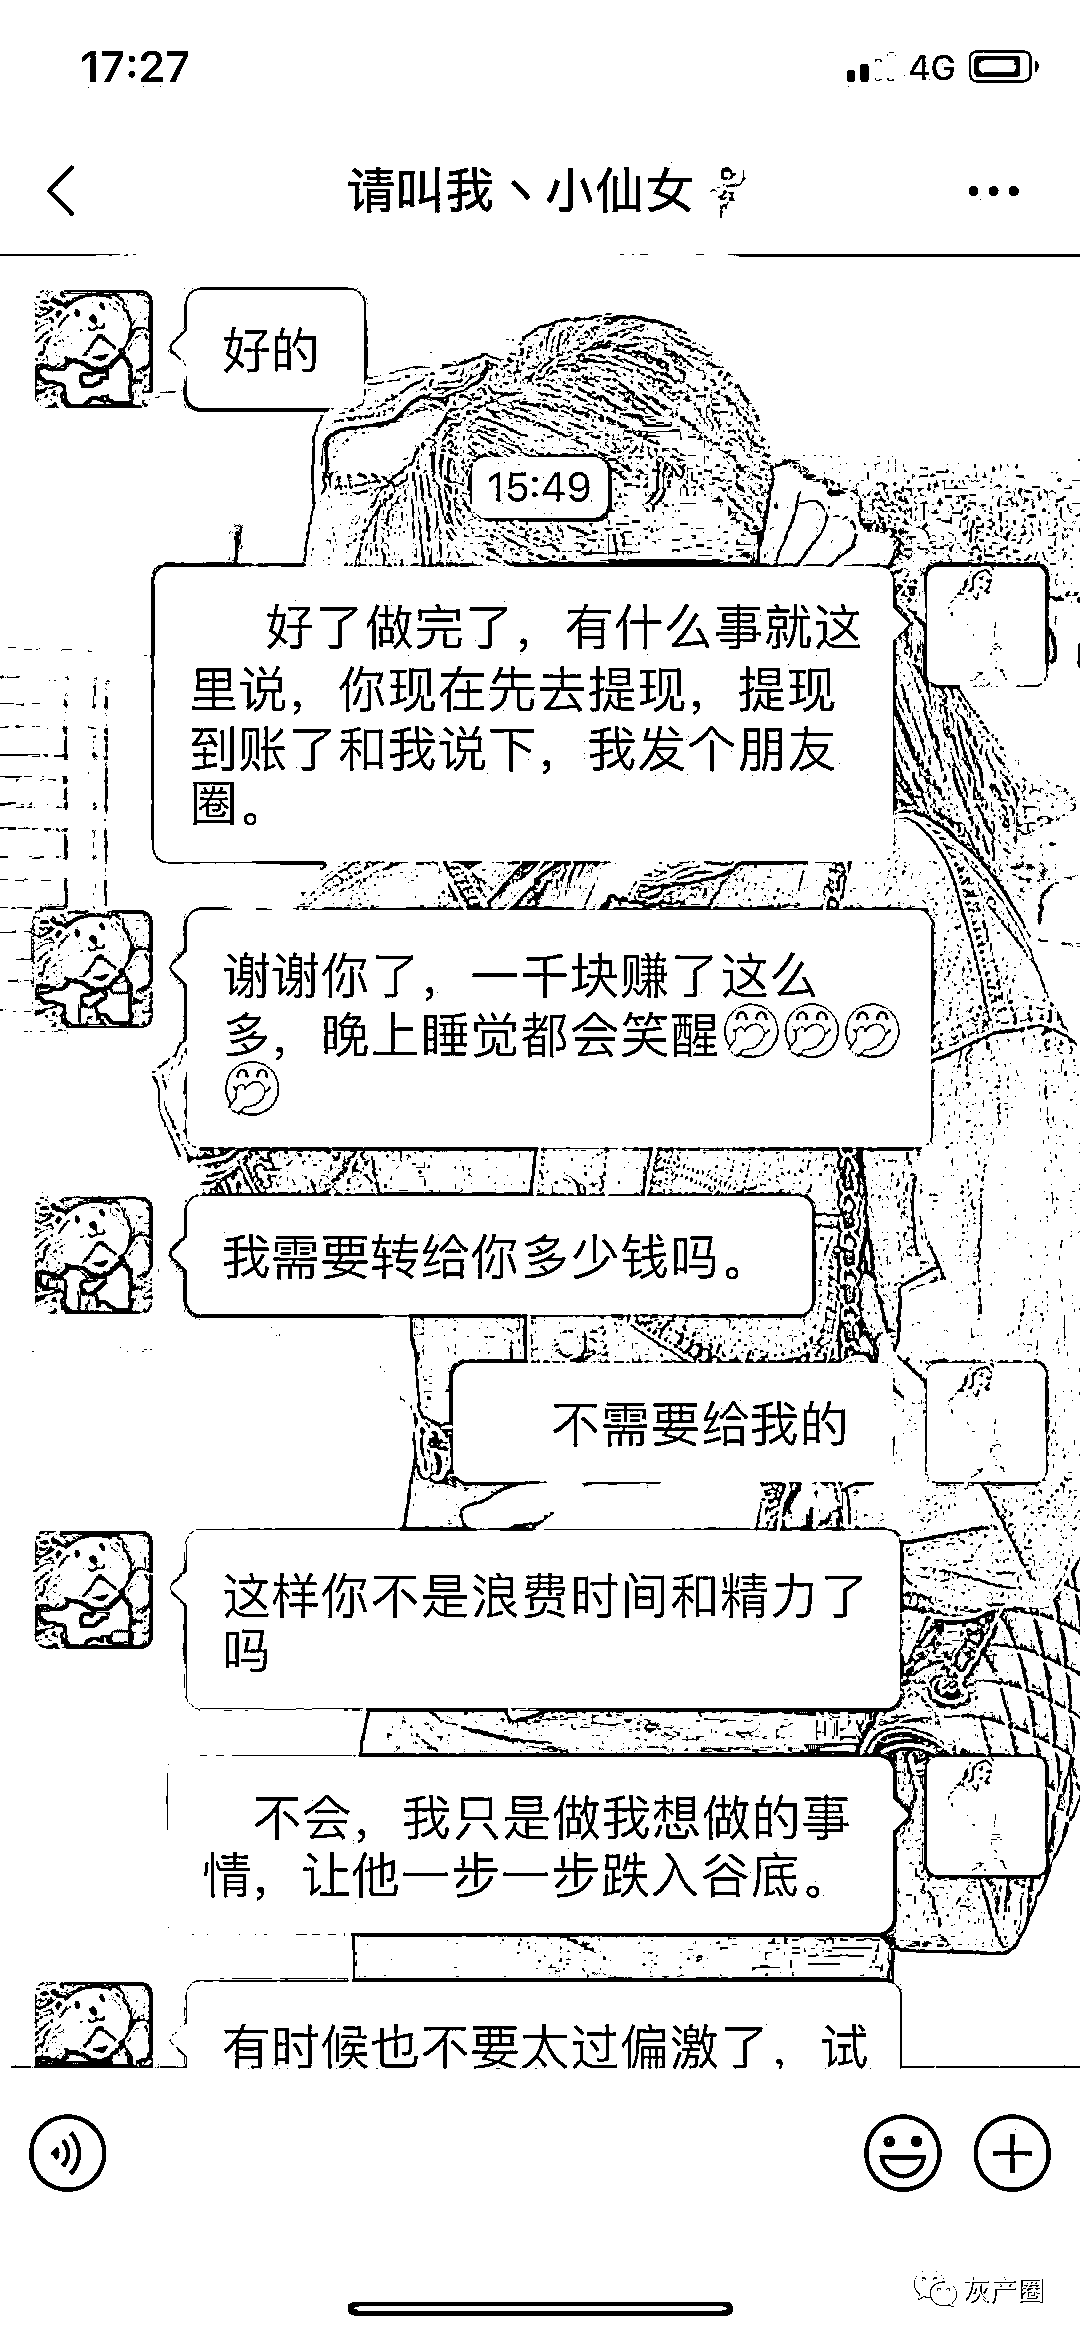 17:27
4G
请叫我丶小仙女
好的
15:49
好了做完了，有什么事就这
里说，你现在先去提现，提现
到账了和我说下，我发个朋友
圈。
谢谢你了，一千块赚了这么
多，晚上睡觉都会笑醒🤭🤭🤭
🤭
我需要转给你多少钱吗。
不需要给我的
这样你不是浪费时间和精力了
吗
不会，我只是做我想做的事
情，让他一步一步跌入谷底。
有时候也不要太过偏激了，试
灰产圈